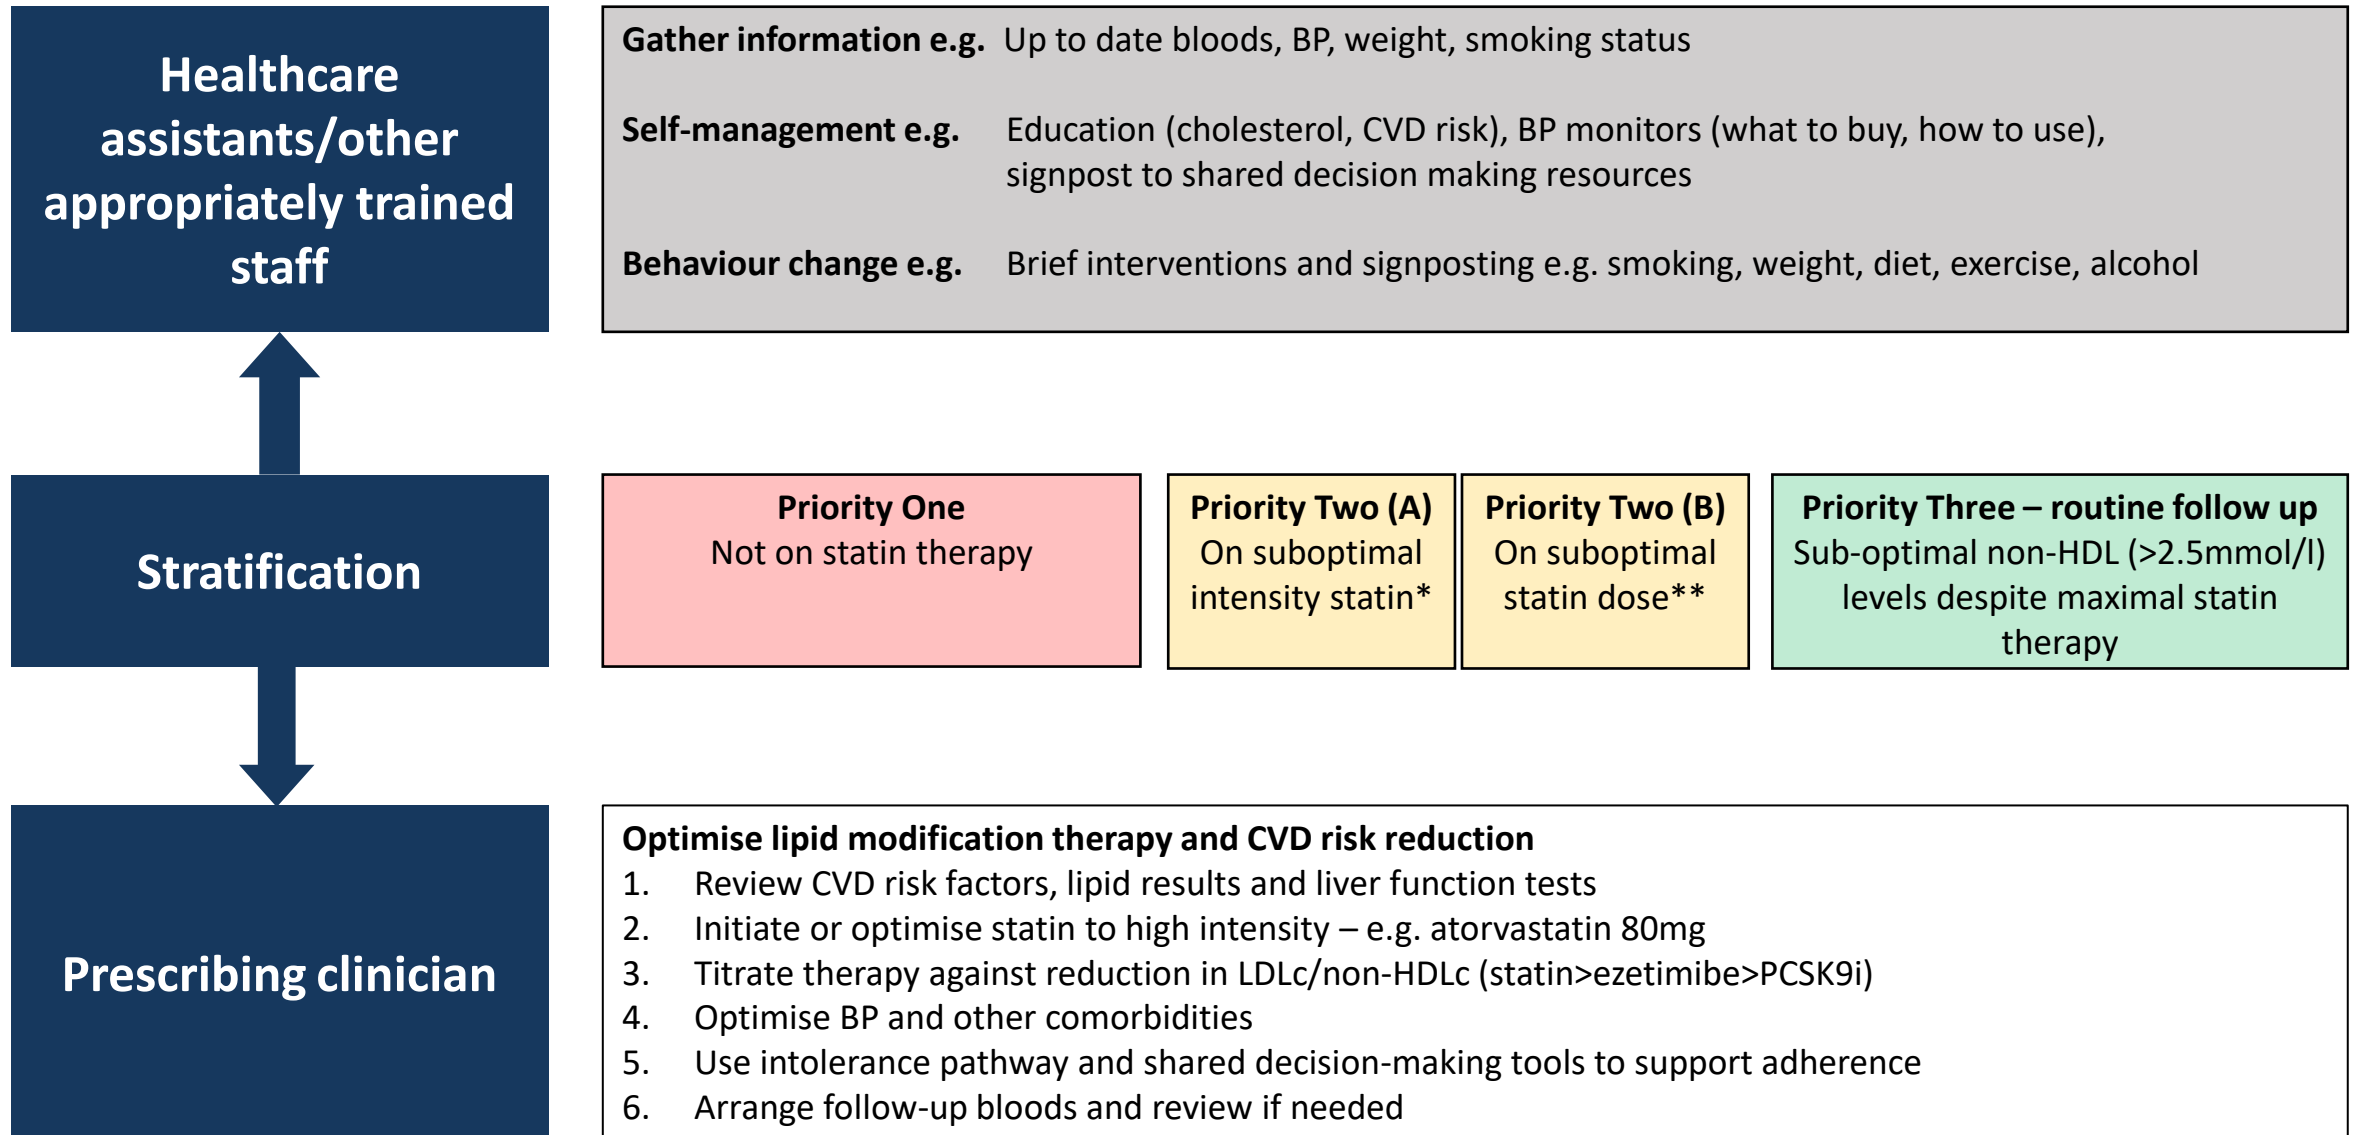 Healthcare
assistants/other
appropriately trained
staff
Gather information e.g. Up to date bloods, BP, weight, smoking status
Self-management e.g. Education (cholesterol, CVD risk), BP monitors (what to buy, how to use),
signpost to shared decision making resources
Behaviour change e.g. Brief interventions and signposting e.g. smoking, weight, diet, exercise, alcohol
Stratification
Priority One
Not on statin therapy
Priority Two (A)
On suboptimal
intensity statin*
Priority Two (B)
On suboptimal
statin dose**
Priority Three – routine follow up
Sub-optimal non-HDL (>2.5mmol/l)
levels despite maximal statin
therapy
Prescribing clinician
Optimise lipid modification therapy and CVD risk reduction
1. Review CVD risk factors, lipid results and liver function tests
2. Initiate or optimise statin to high intensity – e.g. atorvastatin 80mg
3. Titrate therapy against reduction in LDLc/non-HDLc (statin>ezetimibe>PCSK9i)
4. Optimise BP and other comorbidities
5. Use intolerance pathway and shared decision-making tools to support adherence
6. Arrange follow-up bloods and review if needed